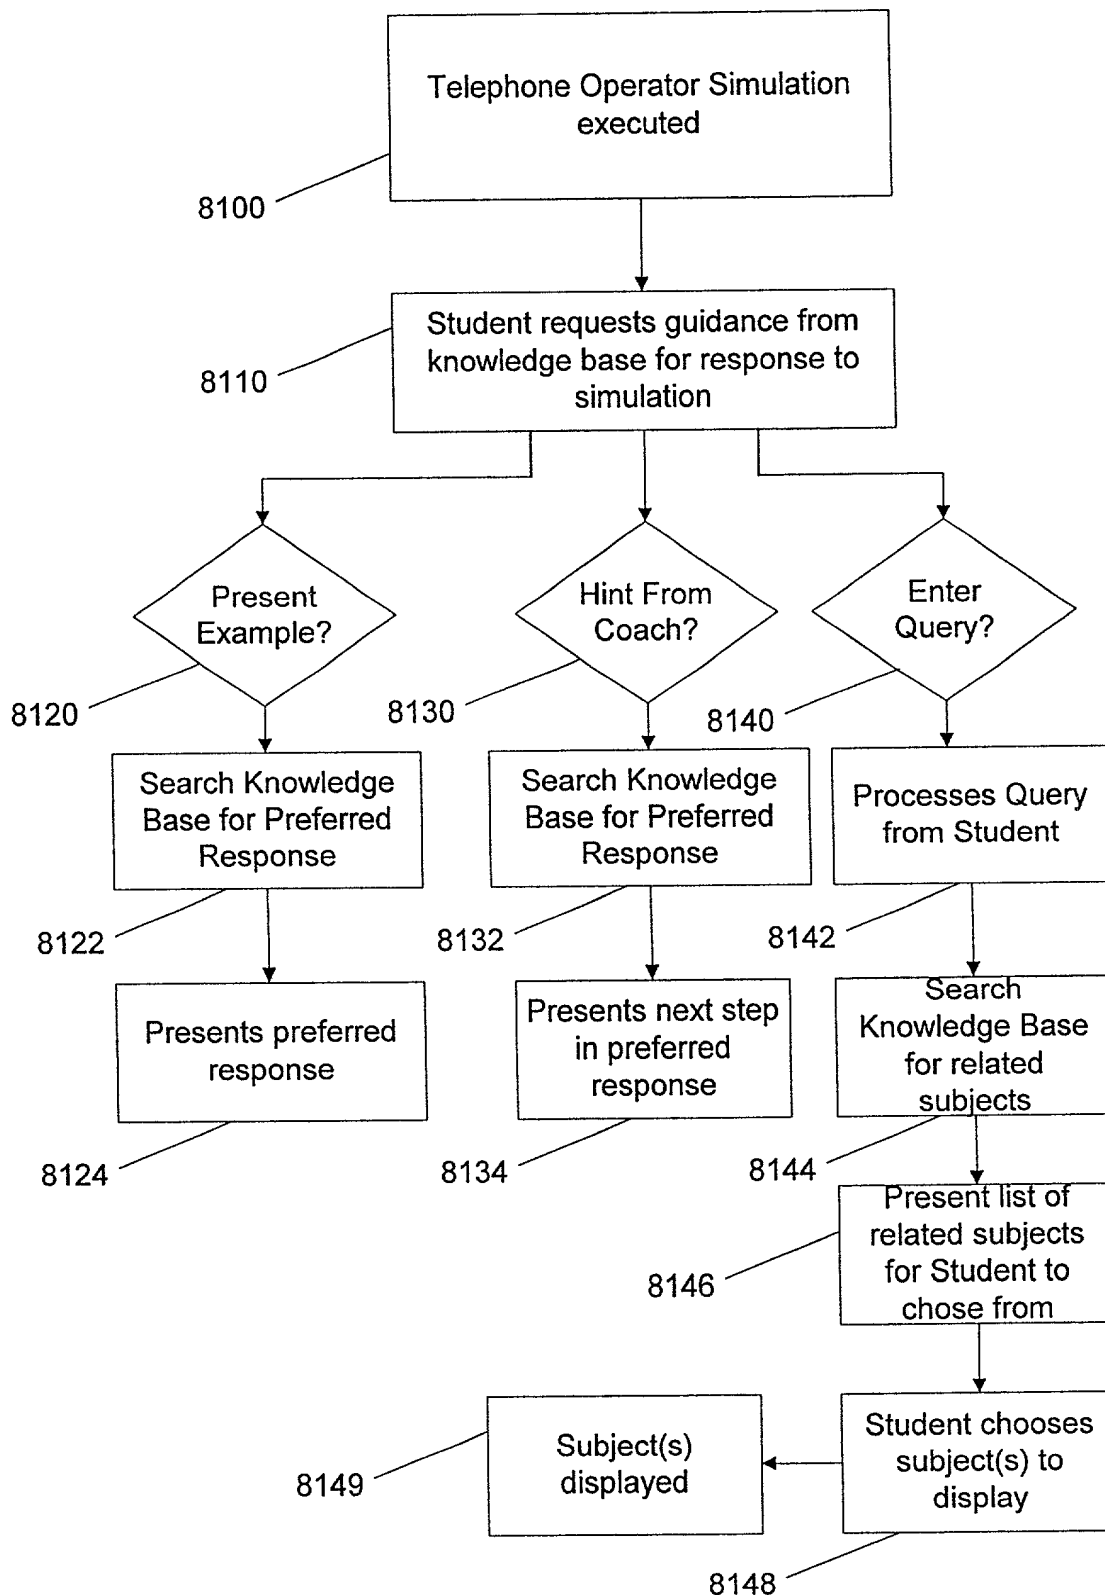 Telephone Operator Simulation
executed
8100
Student requests guidance from
knowledge base for response to
simulation
8110
Present
Example?
8120
Hint From
Coach?
8130
Enter
Query?
8140
Search Knowledge
Base for Preferred
Response
8122
Search Knowledge
Base for Preferred
Response
8132
Processes Query
from Student
8142
Presents preferred
response
8124
Presents next step
in preferred
response
8134
Search
Knowledge Base
for related
subjects
8144
Present list of
related subjects
for Student to
chose from
8146
Student chooses
subject(s) to
display
8148
Subject(s)
displayed
8149